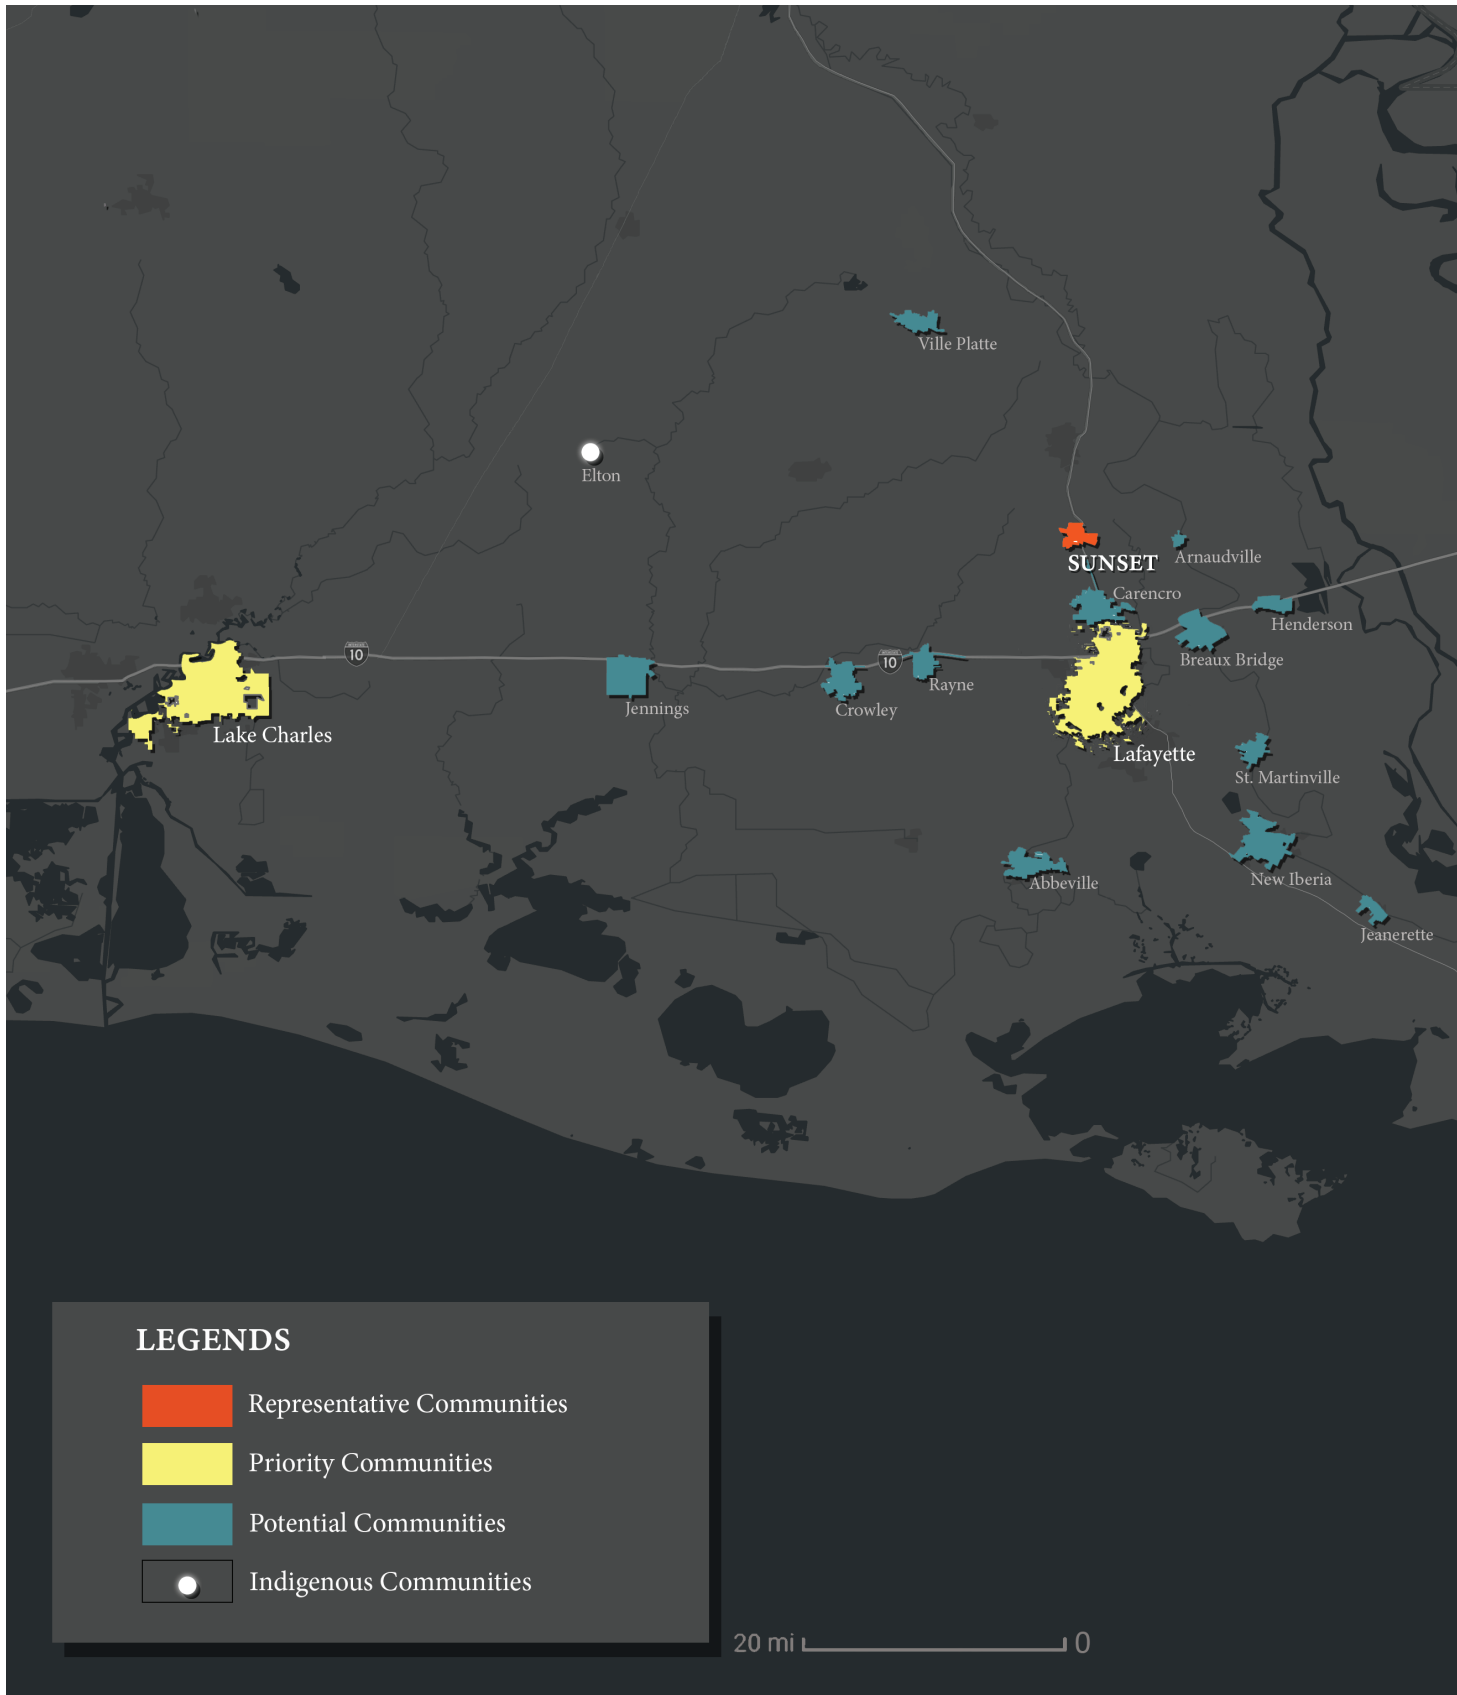 Ville Platte
Elton
SUNSET
Arnaudville
Carencro
Henderson
10
10
Breaux Bridge
Rayne
Jennings
Crowley
Lake Charles
Lafayette
St. Martinville
New Iberia
Abbeville
Jeanerette
LEGENDS
Representative Communities
Priority Communities
Potential Communities
Indigenous Communities
20 mi 0